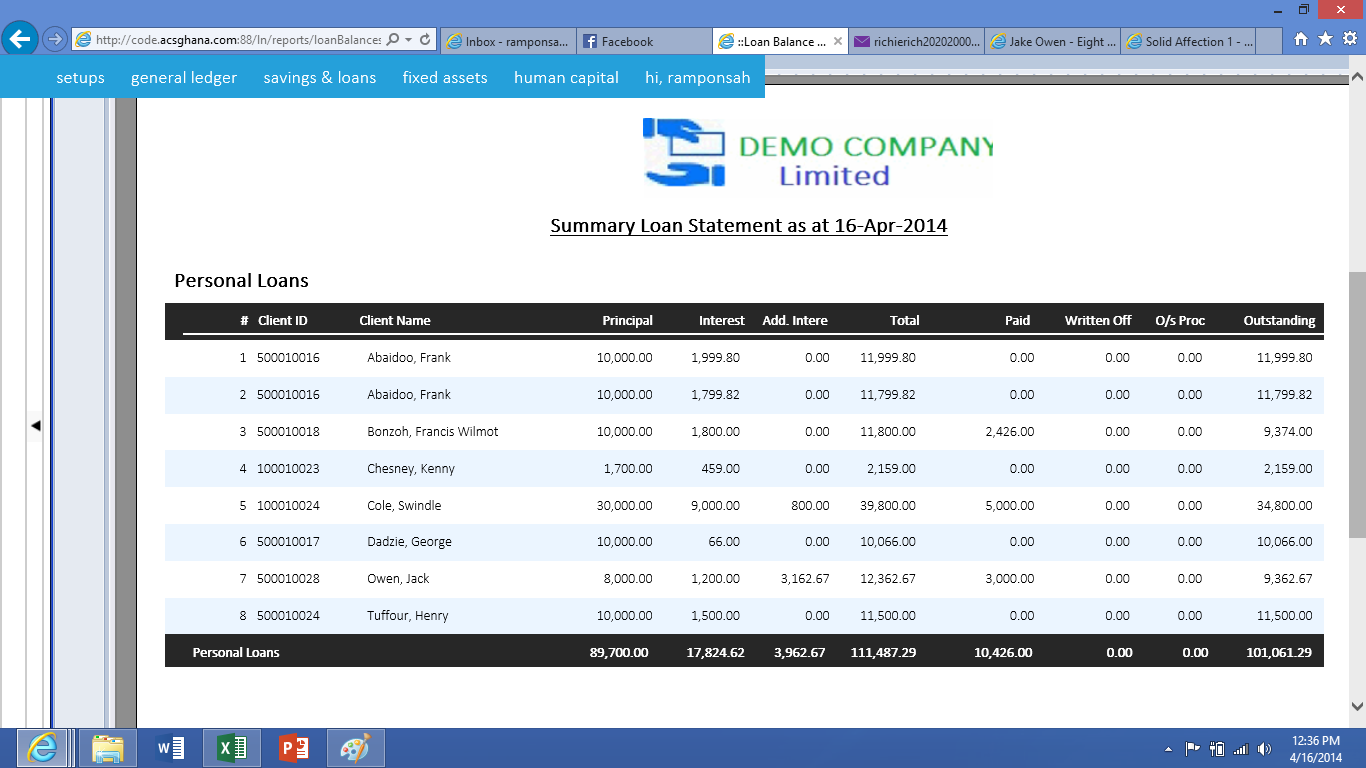 http://code.acsghana.com:88/ln/reports/loanBalances
Inbox - ramponsa...
Facebook
::Loan Balance ...
richierich20202000...
Jake Owen - Eight ...
Solid Affection 1 - ...
setups general ledger savings & loans fixed assets human capital hi, ramponsah
DEMO COMPANY
Limited
Summary Loan Statement as at 16-Apr-2014
Personal Loans
# Client ID Client Name Principal Interest Add. Intere Total Paid Written Off O/s Proc Outstanding
1 500010016 Abaidoo, Frank 10,000.00 1,999.80 0.00 11,999.80 0.00 0.00 0.00 11,999.80
2 500010016 Abaidoo, Frank 10,000.00 1,799.82 0.00 11,799.82 0.00 0.00 0.00 11,799.82
3 500010018 Bonzoh, Francis Wilmot 10,000.00 1,800.00 0.00 11,800.00 2,426.00 0.00 0.00 9,374.00
4 100010023 Chesney, Kenny 1,700.00 459.00 0.00 2,159.00 0.00 0.00 0.00 2,159.00
5 100010024 Cole, Swindle 30,000.00 9,000.00 800.00 39,800.00 5,000.00 0.00 0.00 34,800.00
6 500010017 Dadzie, George 10,000.00 66.00 0.00 10,066.00 0.00 0.00 0.00 10,066.00
7 500010028 Owen, Jack 8,000.00 1,200.00 3,162.67 12,362.67 3,000.00 0.00 0.00 9,362.67
8 500010024 Tuffour, Henry 10,000.00 1,500.00 0.00 11,500.00 0.00 0.00 0.00 11,500.00
Personal Loans 89,700.00 17,824.62 3,962.67 111,487.29 10,426.00 0.00 0.00 101,061.29
12:36 PM
4/16/2014